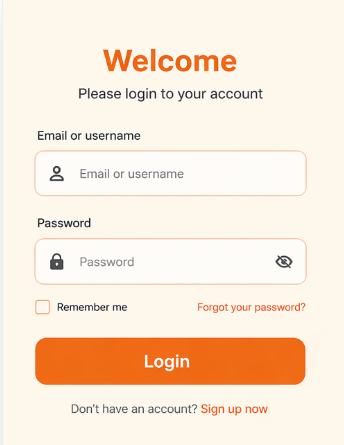 Welcome
Please login to your account
Email or username
Email or username
Password
Password
Remember me Forgot your password?
Login
Don't have an account? Sign up now